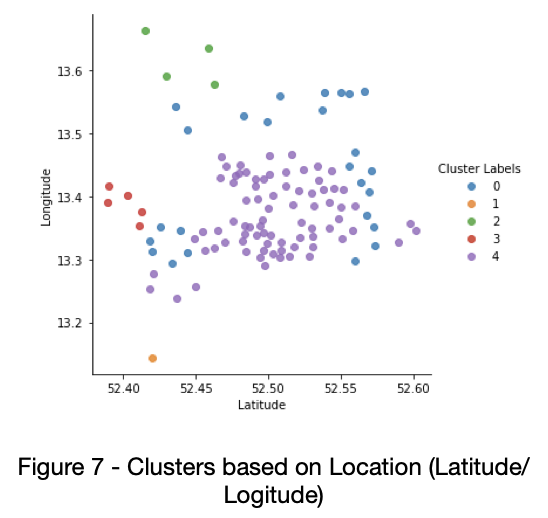 13.6
13.5
13.4
13.3
13.2
Longitude
52.40 52.45 52.50 52.55 52.60
Latitude
Cluster Labels
0
1
2
3
4
Figure 7 - Clusters based on Location (Latitude/
Logitude)